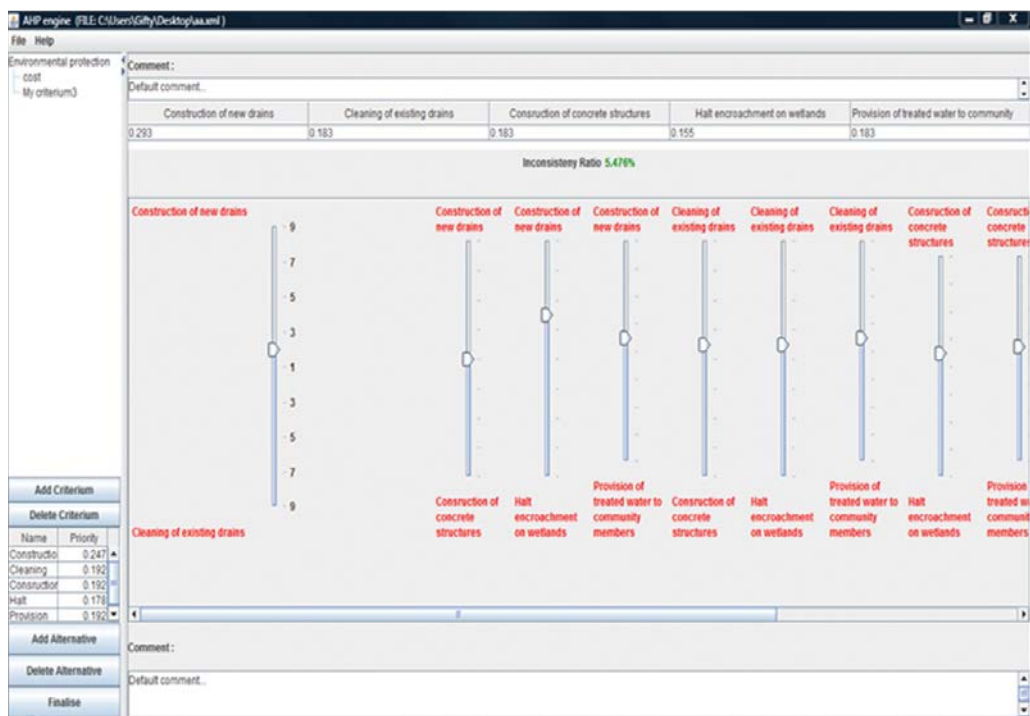 AHP engine (FILE: C:\Users\Gifty\Desktop\aa.xml )
File Help
Environmental protection
cost
My criterium3
Comment :
Default comment...
Construction of new drains Cleaning of existing drains Consruction of concrete structures Halt encroachment on wetlands Provision of treated water to community
0.293 0.183 0.183 0.155 0.183
Inconsisteny Ratio 5.476%
Construction of new drains
9
7
5
3
1
3
5
7
9
Cleaning of existing drains
Construction of
new drains
Consruction of
concrete
structures
Construction of
new drains
Halt
encroachment
on wetlands
Construction of
new drains
Provision of
treated water to
community
members
Cleaning of
existing drains
Consruction of
concrete
structures
Cleaning of
existing drains
Halt
encroachment
on wetlands
Cleaning of
existing drains
Provision of
treated water to
community
members
Consruction of
concrete
structures
Halt
encroachment
on wetlands
Consructi
concrete
structures
Provision
treated w
communit
members
Add Criterium
Delete Criterium
Name Priority
Constructio 0.247
Cleaning 0.192
Consruction 0.192
Halt 0.178
Provision 0.192
Add Alternative
Delete Alternative
Finalise
Comment :
Default comment...